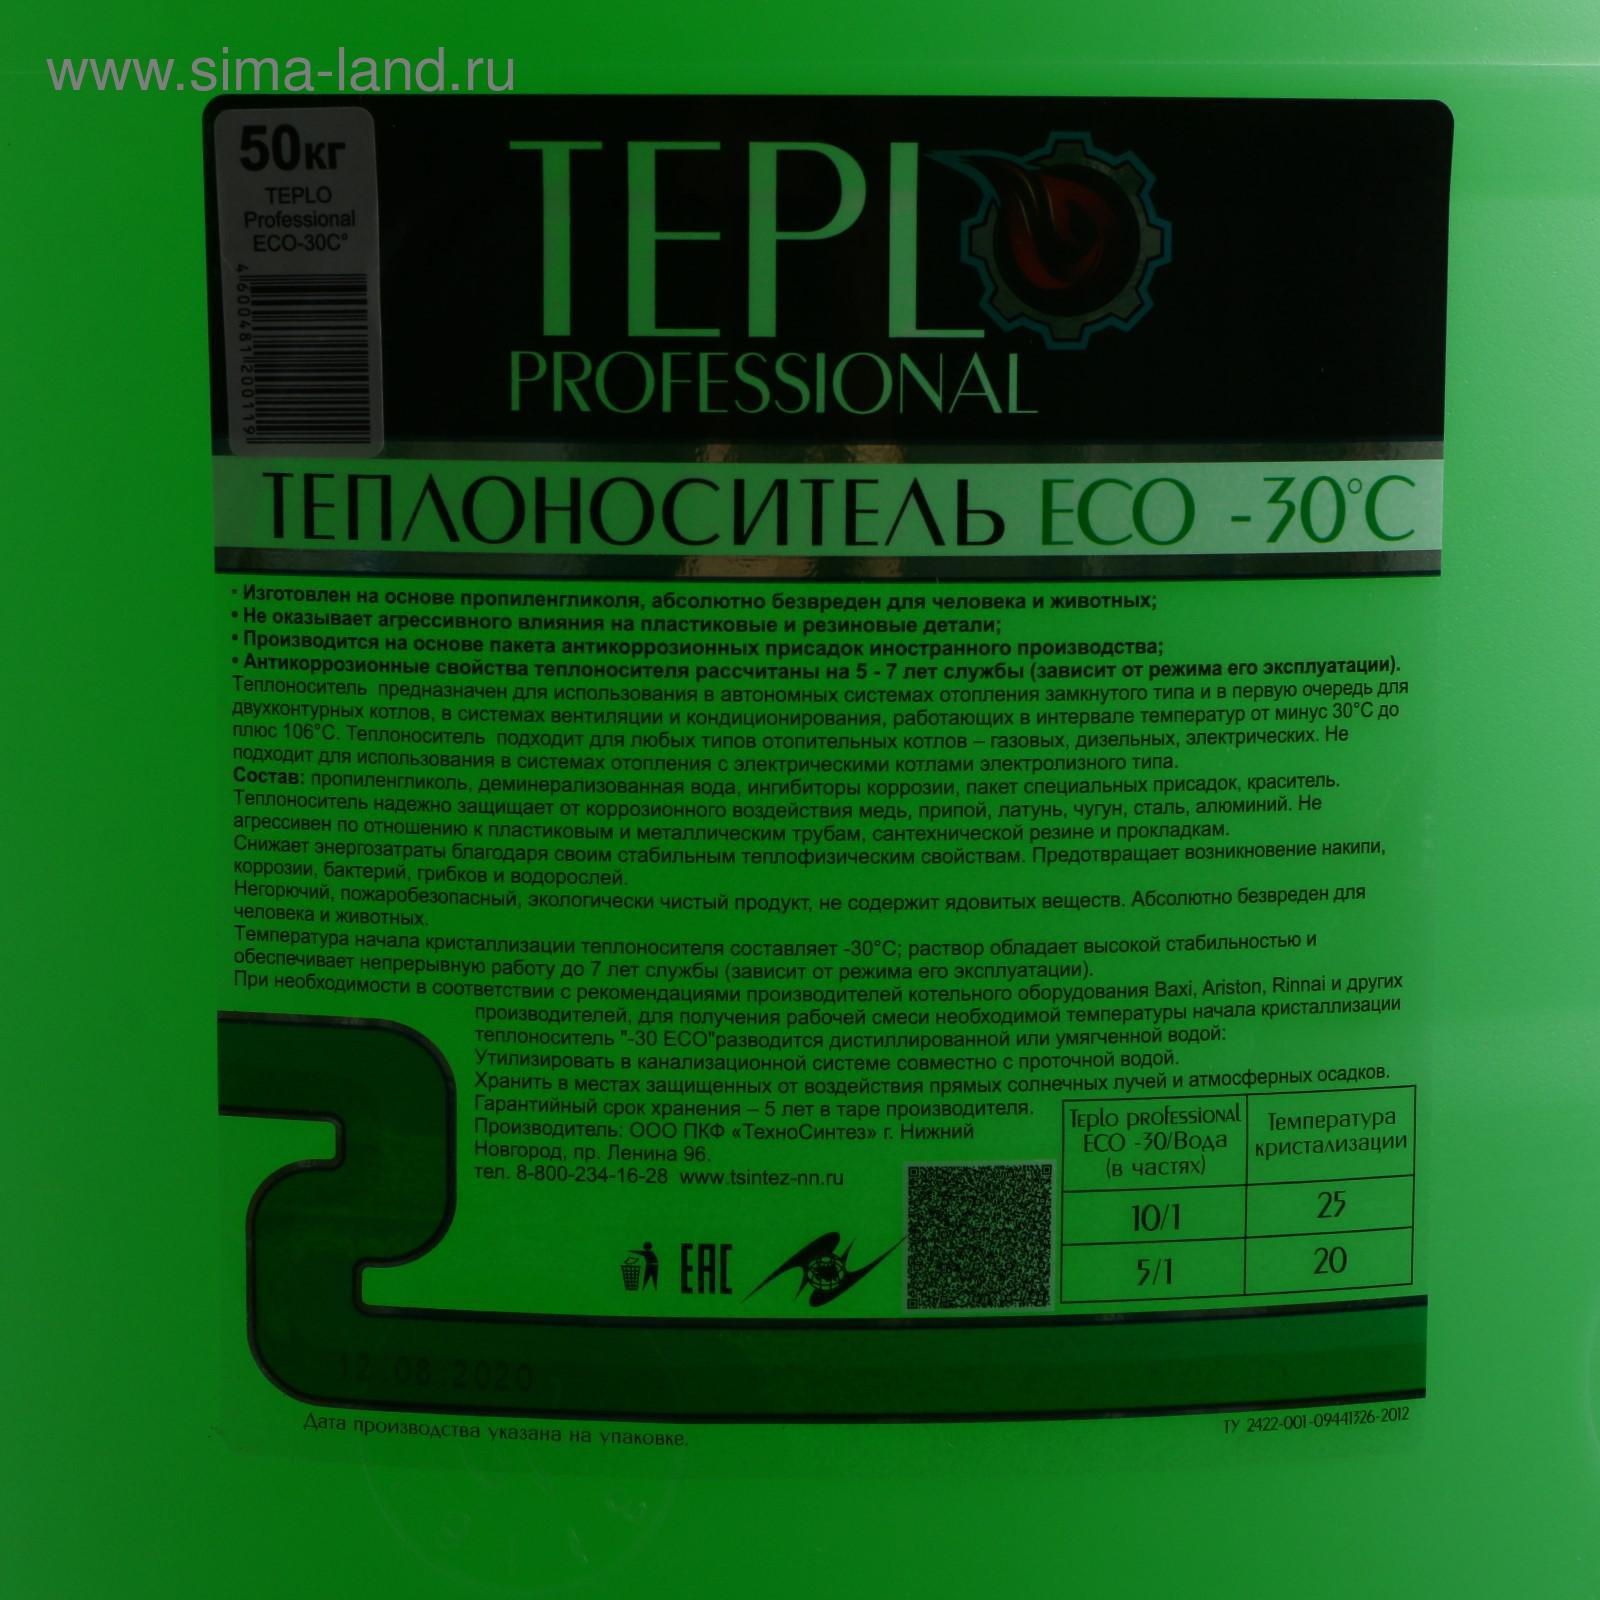 www.sima-land.ru
50кг
TEPLO
Professional
ECO-30C°
4600481200119
TEPLO
PROFESSIONAL
ТЕПЛОНОСИТЕЛЬ ECO -30°C
• Изготовлен на основе пропиленгликоля, абсолютно безвреден для человека и животных;
• Не оказывает агрессивного влияния на пластиковые и резиновые детали;
• Производится на основе пакета антикоррозионных присадок иностранного производства;
• Антикоррозионные свойства теплоносителя рассчитаны на 5 - 7 лет службы (зависит от режима его эксплуатации).
Теплоноситель предназначен для использования в автономных системах отопления замкнутого типа и в первую очередь для
двухконтурных котлов, в системах вентиляции и кондиционирования, работающих в интервале температур от минус 30°С до
плюс 106°С. Теплоноситель подходит для любых типов отопительных котлов – газовых, дизельных, электрических. Не
подходит для использования в системах отопления с электрическими котлами электролизного типа.
Состав: пропиленгликоль, деминерализованная вода, ингибиторы коррозии, пакет специальных присадок, краситель.
Теплоноситель надежно защищает от коррозионного воздействия медь, припой, латунь, чугун, сталь, алюминий. Не
агрессивен по отношению к пластиковым и металлическим трубам, сантехнической резине и прокладкам.
Снижает энергозатраты благодаря своим стабильным теплофизическим свойствам. Предотвращает возникновение накипи,
коррозии, бактерий, грибков и водорослей.
Негорючий, пожаробезопасный, экологически чистый продукт, не содержит ядовитых веществ. Абсолютно безвреден для
человека и животных.
Температура начала кристаллизации теплоносителя составляет -30°С; раствор обладает высокой стабильностью и
обеспечивает непрерывную работу до 7 лет службы (зависит от режима его эксплуатации).
При необходимости в соответствии с рекомендациями производителей котельного оборудования Baxi, Ariston, Rinnai и других
производителей, для получения рабочей смеси необходимой температуры начала кристаллизации
теплоноситель "-30 ECO"разводится дистиллированной или умягченной водой:
Утилизировать в канализационной системе совместно с проточной водой.
Хранить в местах защищенных от воздействия прямых солнечных лучей и атмосферных осадков.
Гарантийный срок хранения – 5 лет в таре производителя.
Производитель: ООО ПКФ «ТехноСинтез» г. Нижний
Новгород, пр. Ленина 96.
тел. 8-800-234-16-28 www.tsintez-nn.ru
Teplo professional
ECO -30/Вода
(в частях)
Температура
кристализации
10/1
25
5/1
20
EAC
12.08.2020
Дата производства указана на упаковке.
ТУ 2422-001-09441326-2012